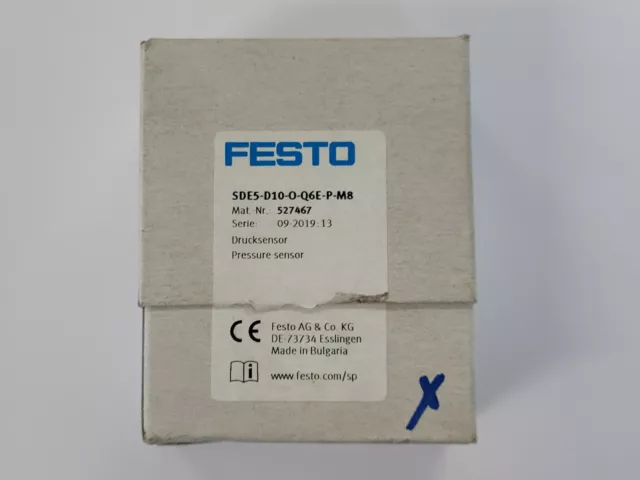 FESTO
SDE5-D10-O-Q6E-P-M8
Mat.-Nr.: 527467
Serie: 09-2019:13
Drucksensor
Pressure sensor
CE
Festo AG & Co. KG
DE-73734 Esslingen
Made in Bulgaria
www.festo.com/sp
X